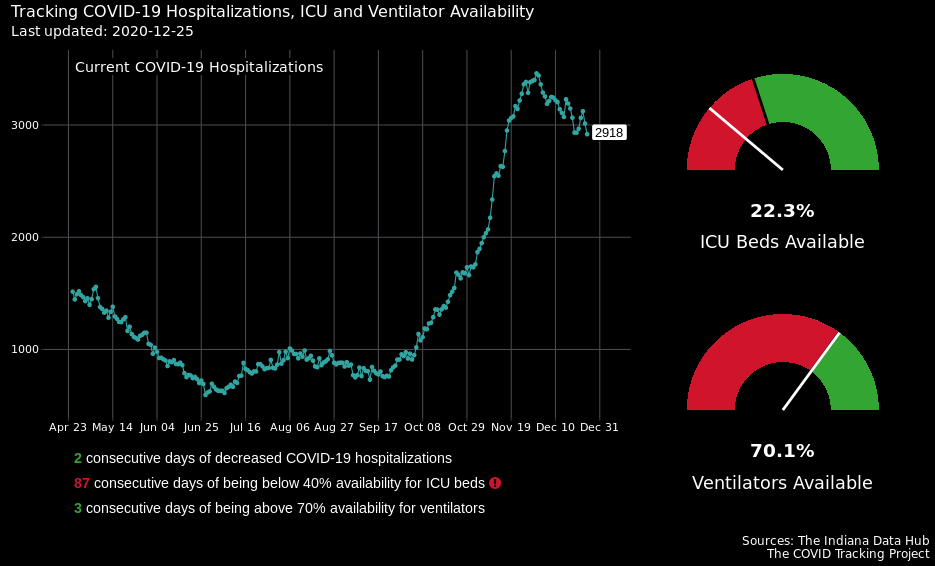 Tracking COVID-19 Hospitalizations, ICU and Ventilator Availability
Last updated: 2020-12-25
Current COVID-19 Hospitalizations
3000
2000
1000
2918
Apr 23 May 14 Jun 04 Jun 25 Jul 16 Aug 06 Aug 27 Sep 17 Oct 08 Oct 29 Nov 19 Dec 10 Dec 31
2 consecutive days of decreased COVID-19 hospitalizations
87 consecutive days of being below 40% availability for ICU beds
3 consecutive days of being above 70% availability for ventilators
22.3%
ICU Beds Available
70.1%
Ventilators Available
Sources: The Indiana Data Hub
The COVID Tracking Project